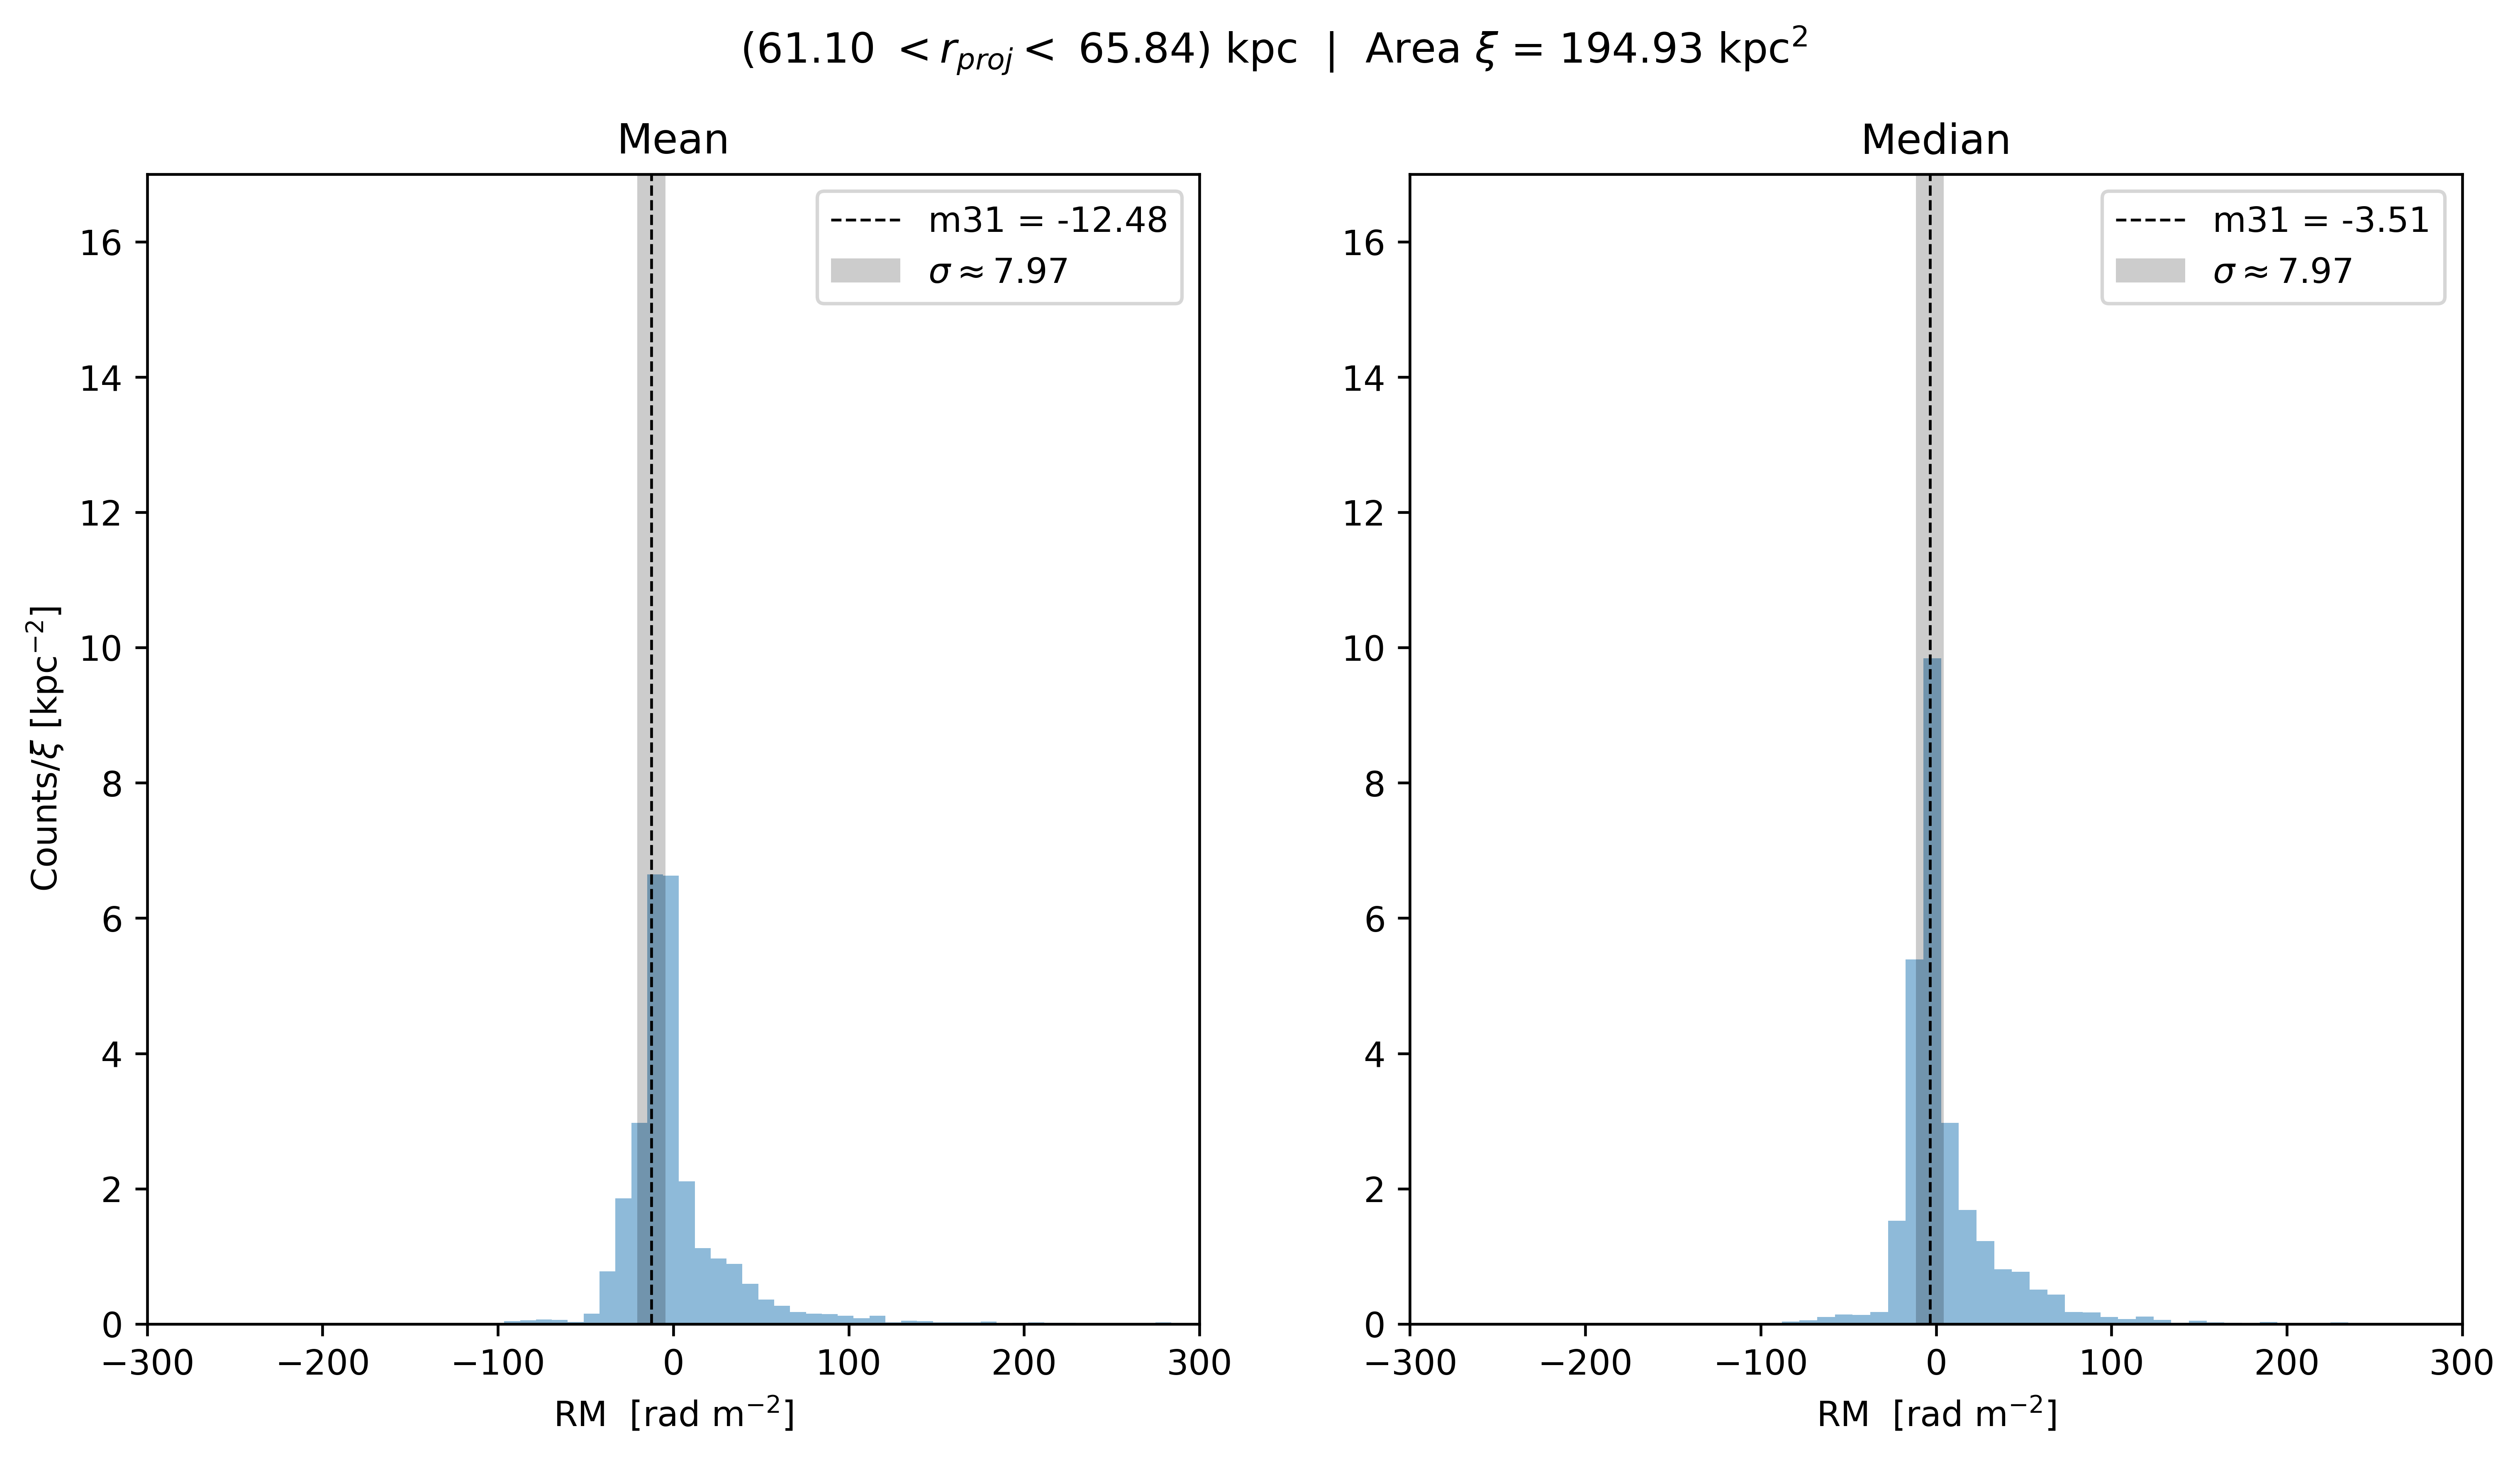 (61.10 < r_proj < 65.84) kpc | Area ξ = 194.93 kpc²
Mean
m31 = -12.48
σ ≈ 7.97
16
14
12
10
8
6
4
2
0
Counts/ξ [kpc⁻²]
−300 −200 −100 0 100 200 300
RM [rad m⁻²]
Median
m31 = -3.51
σ ≈ 7.97
16
14
12
10
8
6
4
2
0
−300 −200 −100 0 100 200 300
RM [rad m⁻²]